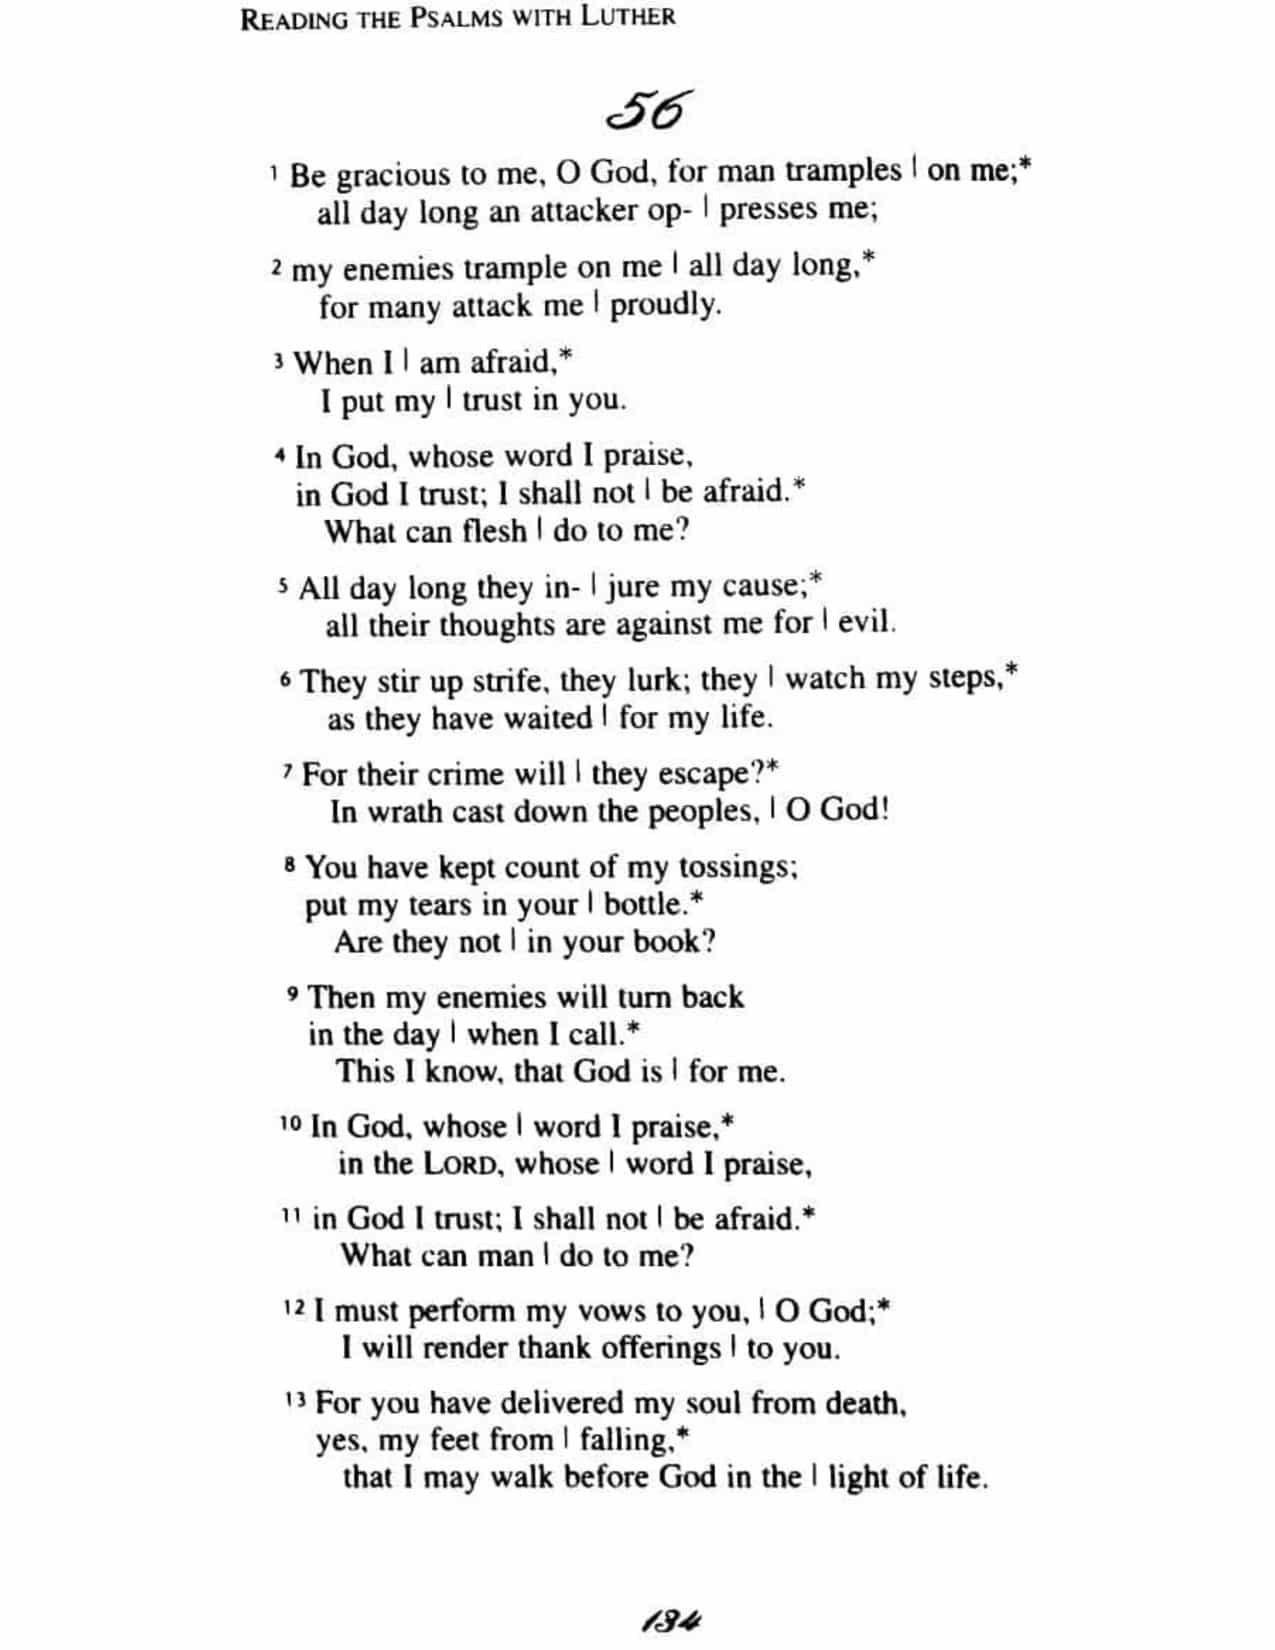 READING THE PSALMS WITH LUTHER
56
1 Be gracious to me, O God, for man tramples | on me;*
all day long an attacker op- | presses me;
2 my enemies trample on me | all day long,*
for many attack me | proudly.
3 When I | am afraid,*
I put my | trust in you.
4 In God, whose word I praise,
in God I trust; I shall not | be afraid.*
What can flesh | do to me?
5 All day long they in- | jure my cause;*
all their thoughts are against me for | evil.
6 They stir up strife, they lurk; they | watch my steps,*
as they have waited | for my life.
7 For their crime will | they escape?*
In wrath cast down the peoples, | O God!
8 You have kept count of my tossings;
put my tears in your | bottle.*
Are they not | in your book?
9 Then my enemies will turn back
in the day | when I call.*
This I know, that God is | for me.
10 In God, whose | word I praise,*
in the LORD, whose | word I praise,
11 in God I trust; I shall not | be afraid.*
What can man | do to me?
12 I must perform my vows to you, | O God;*
I will render thank offerings | to you.
13 For you have delivered my soul from death,
yes, my feet from | falling,*
that I may walk before God in the | light of life.
134